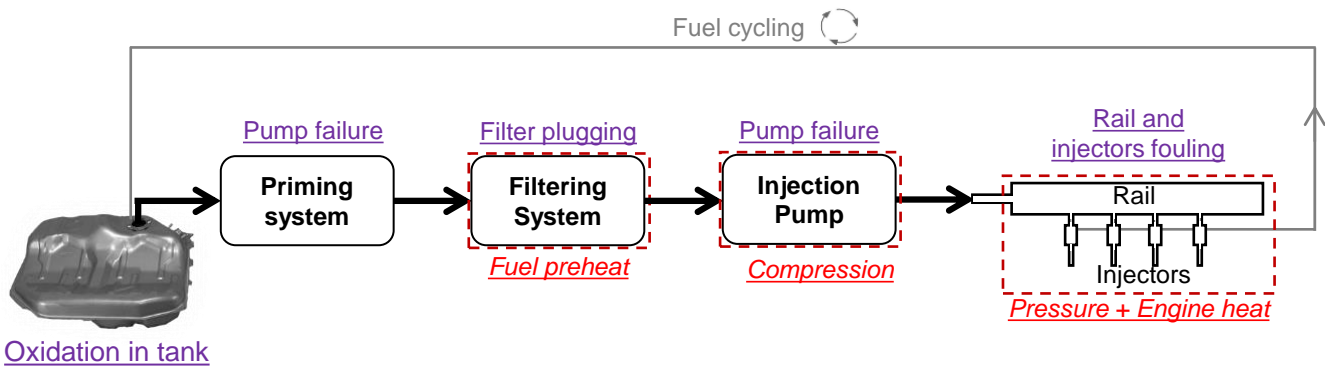 Fuel cycling
Pump failure
Filter plugging
Pump failure
Rail and
injectors fouling
Priming
system
Filtering
System
Injection
Pump
Rail
Injectors
Fuel preheat
Compression
Pressure + Engine heat
Oxidation in tank